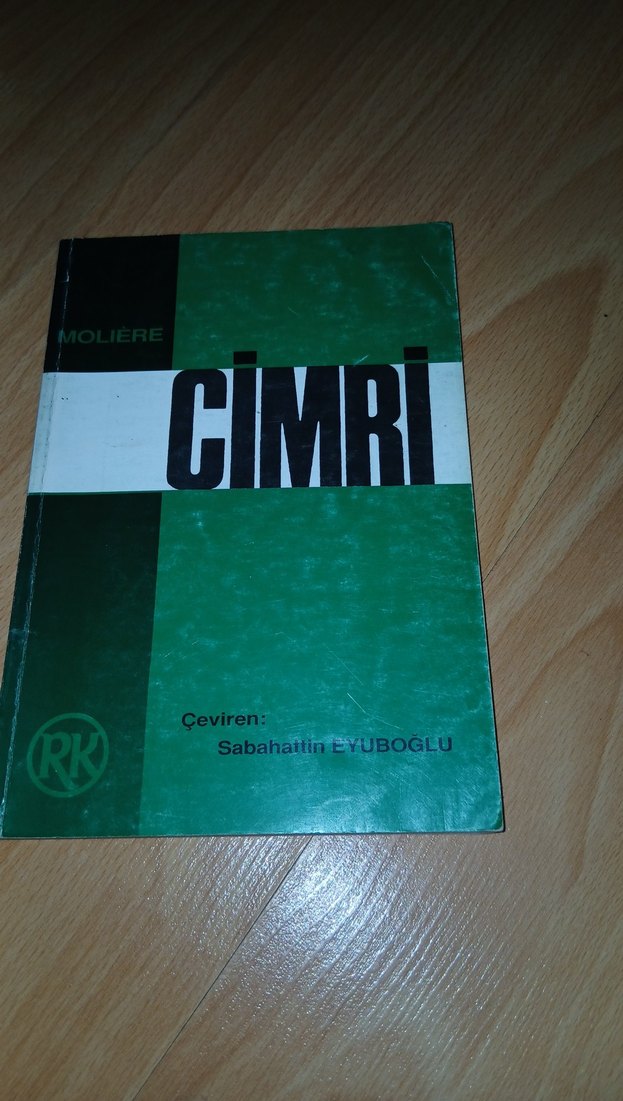 MOLIÈRE
CİMRİ
Çeviren:
Sabahattin EYUBOĞLU
RK